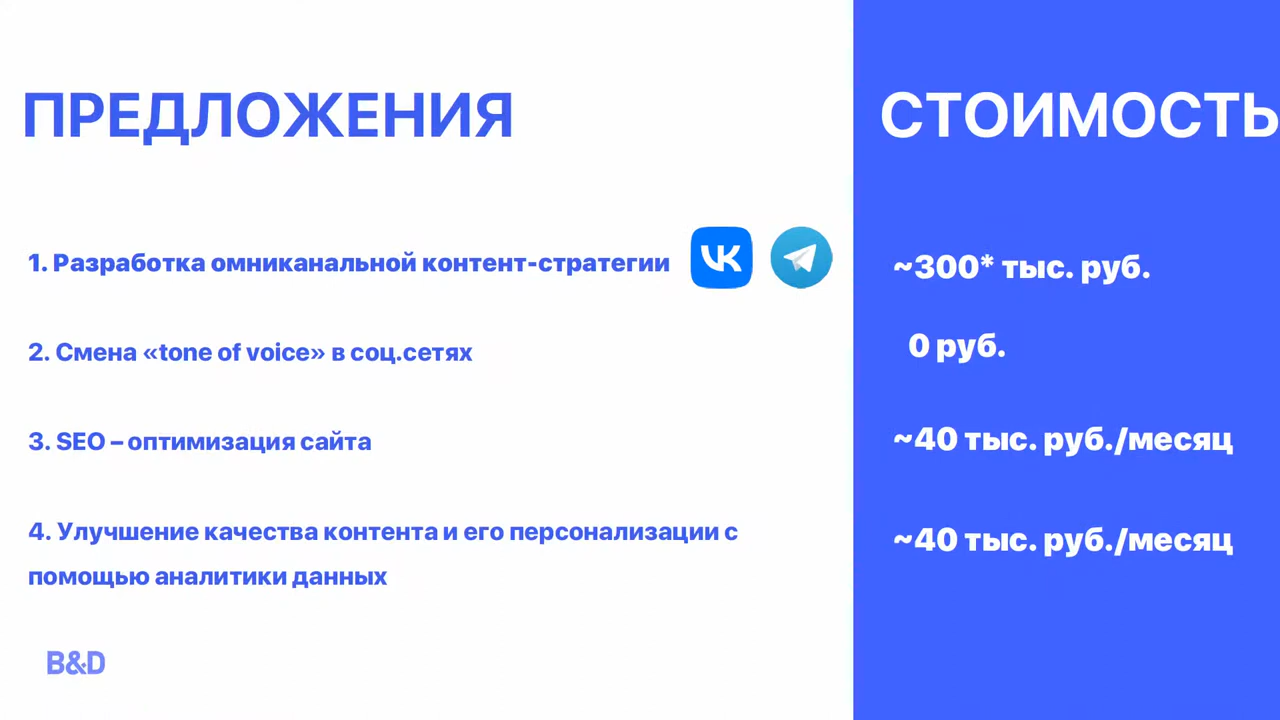 ПРЕДЛОЖЕНИЯ
СТОИМОСТЬ
1. Разработка омниканальной контент-стратегии
~300* тыс. руб.
2. Смена «tone of voice» в соц.сетях
0 руб.
3. SEO – оптимизация сайта
~40 тыс. руб./месяц
4. Улучшение качества контента и его персонализации с
помощью аналитики данных
~40 тыс. руб./месяц
B&D